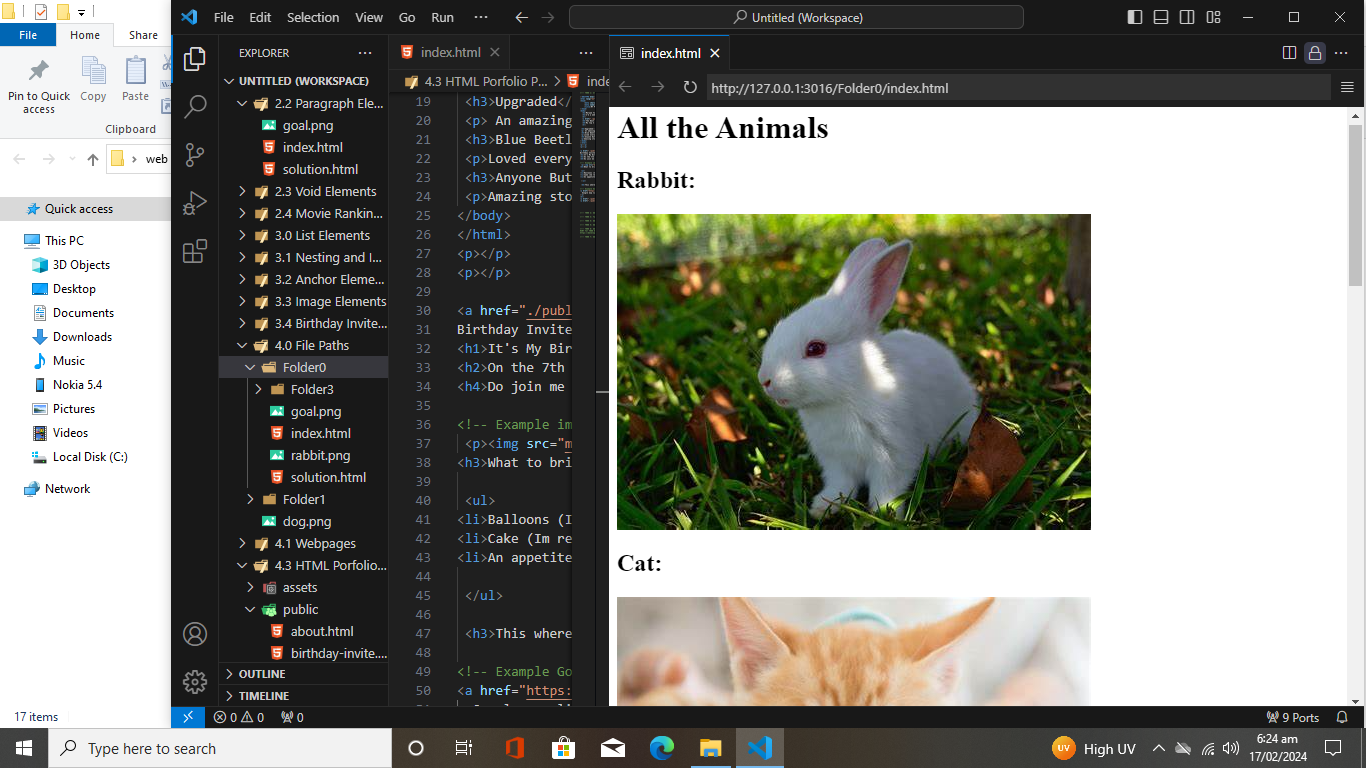 File
Home
Share
Pin to Quick access
Copy
Paste
Clipboard
web
Quick access
This PC
3D Objects
Desktop
Documents
Downloads
Music
Nokia 5.4
Pictures
Videos
Local Disk (C:)
Network
17 items
File Edit Selection View Go Run ···
Untitled (Workspace)
EXPLORER ···
UNTITLED (WORKSPACE)
2.2 Paragraph Ele...
goal.png
index.html
solution.html
2.3 Void Elements
2.4 Movie Rankin...
3.0 List Elements
3.1 Nesting and I...
3.2 Anchor Eleme...
3.3 Image Elements
3.4 Birthday Invite...
4.0 File Paths
Folder0
Folder3
goal.png
index.html
rabbit.png
solution.html
Folder1
dog.png
4.1 Webpages
4.3 HTML Porfolio...
assets
public
about.html
birthday-invite....
OUTLINE
TIMELINE
index.html
4.3 HTML Porfolio P... > inde
19 <h3>Upgraded</
20 <p> An amazing
21 <h3>Blue Beetl
22 <p>Loved every
23 <h3>Anyone But
24 <p>Amazing sto
25 </body>
26 </html>
27 <p></p>
28 <p></p>
29
30 <a href="./publ
31 Birthday Invite
32 <h1>It's My Bir
33 <h2>On the 7th
34 <h4>Do join me
35
36 <!-- Example im
37 <p><img src="m
38 <h3>What to bri
39
40 <ul>
41 <li>Balloons (I
42 <li>Cake (Im re
43 <li>An appetite
44
45 </ul>
46
47 <h3>This where
48
49 <!-- Example Go
50 <a href="https:
index.html
http://127.0.0.1:3016/Folder0/index.html
All the Animals
Rabbit:
Cat:
0 0 0
9 Ports
Type here to search
UV High UV
6:24 am
17/02/2024